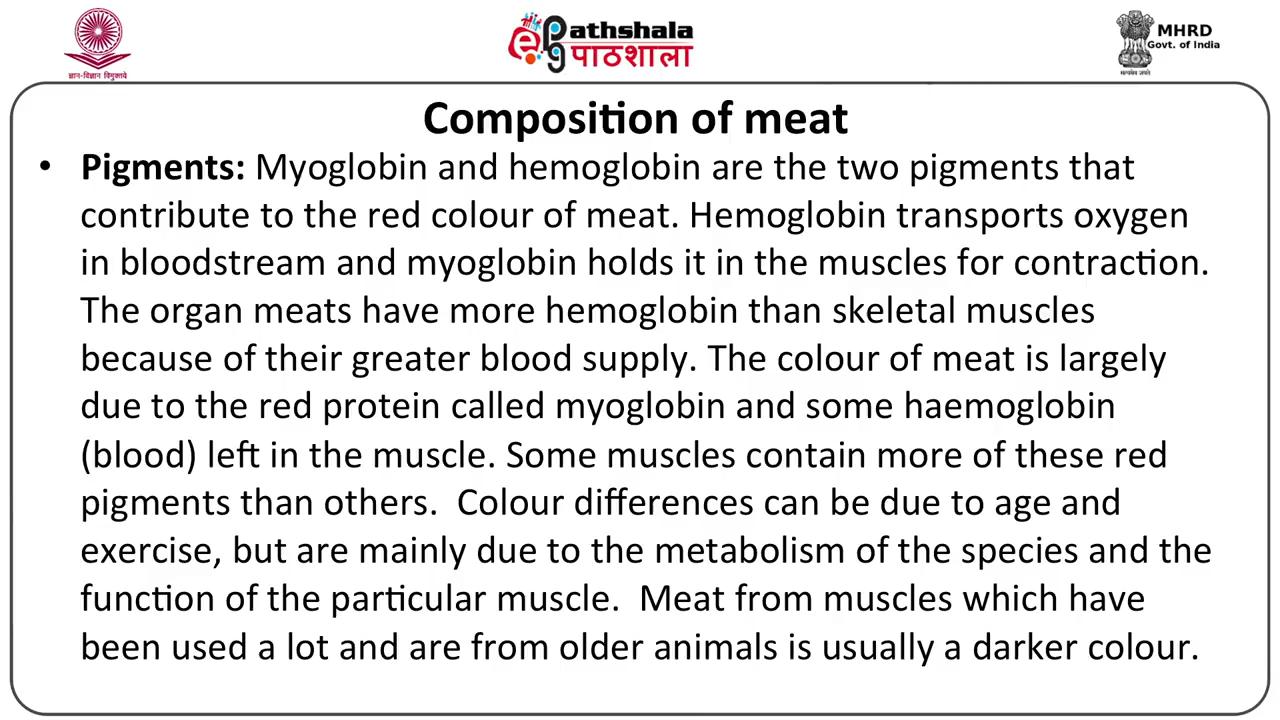 ज्ञान-विज्ञान विमुक्तये
ePathshala
पाठशाला
MHRD
Govt. of India
सत्यमेव जयते
Composition of meat
• Pigments: Myoglobin and hemoglobin are the two pigments that
contribute to the red colour of meat. Hemoglobin transports oxygen
in bloodstream and myoglobin holds it in the muscles for contraction.
The organ meats have more hemoglobin than skeletal muscles
because of their greater blood supply. The colour of meat is largely
due to the red protein called myoglobin and some haemoglobin
(blood) left in the muscle. Some muscles contain more of these red
pigments than others.  Colour differences can be due to age and
exercise, but are mainly due to the metabolism of the species and the
function of the particular muscle.  Meat from muscles which have
been used a lot and are from older animals is usually a darker colour.